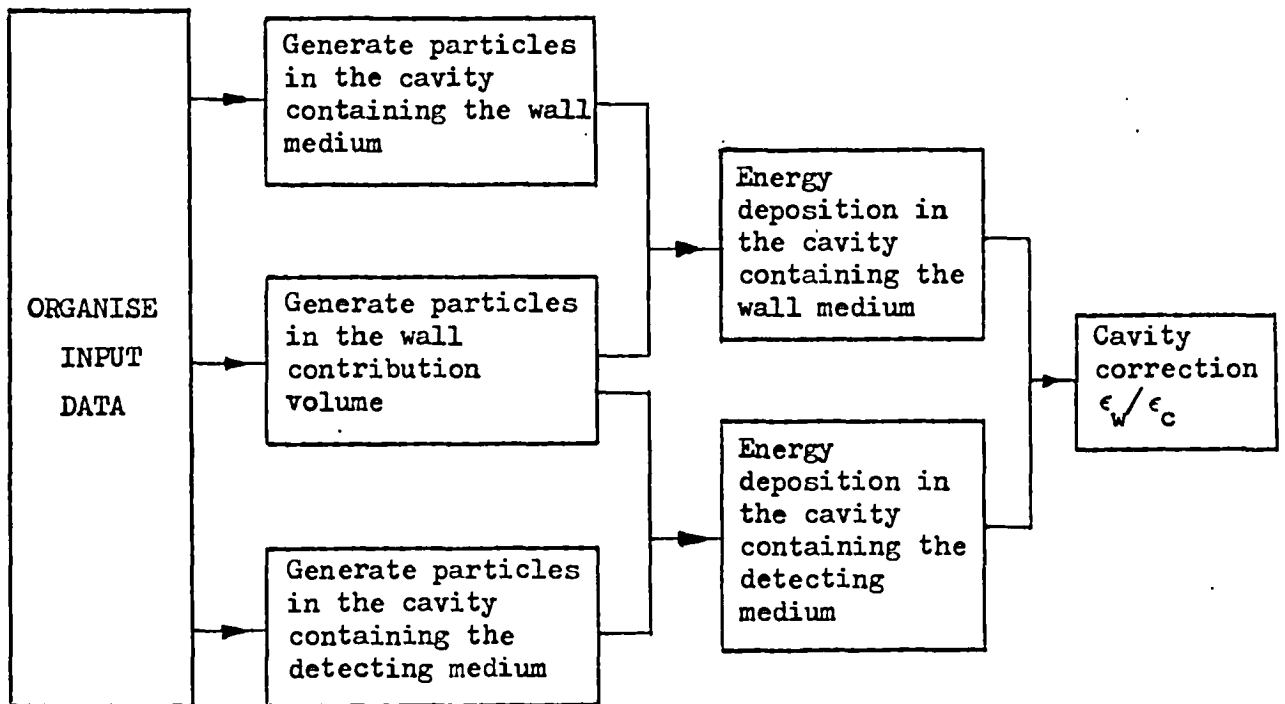 ORGANISE
INPUT
DATA
Generate particles
in the cavity
containing the wall
medium
Generate particles
in the wall
contribution
volume
Generate particles
in the cavity
containing the
detecting medium
Energy
deposition in
the cavity
containing the
wall medium
Energy
deposition in
the cavity
containing the
detecting
medium
Cavity
correction
ϵw/ϵc